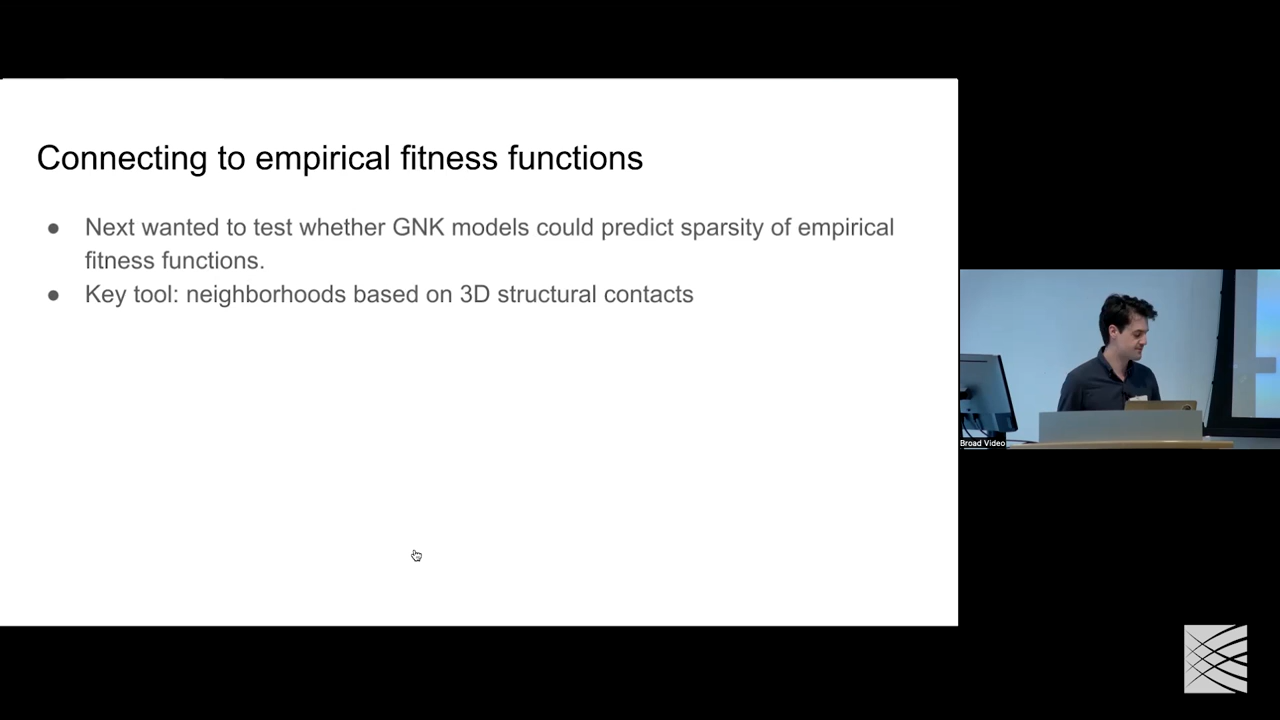 Connecting to empirical fitness functions
● Next wanted to test whether GNK models could predict sparsity of empirical
fitness functions.
● Key tool: neighborhoods based on 3D structural contacts
Broad Video